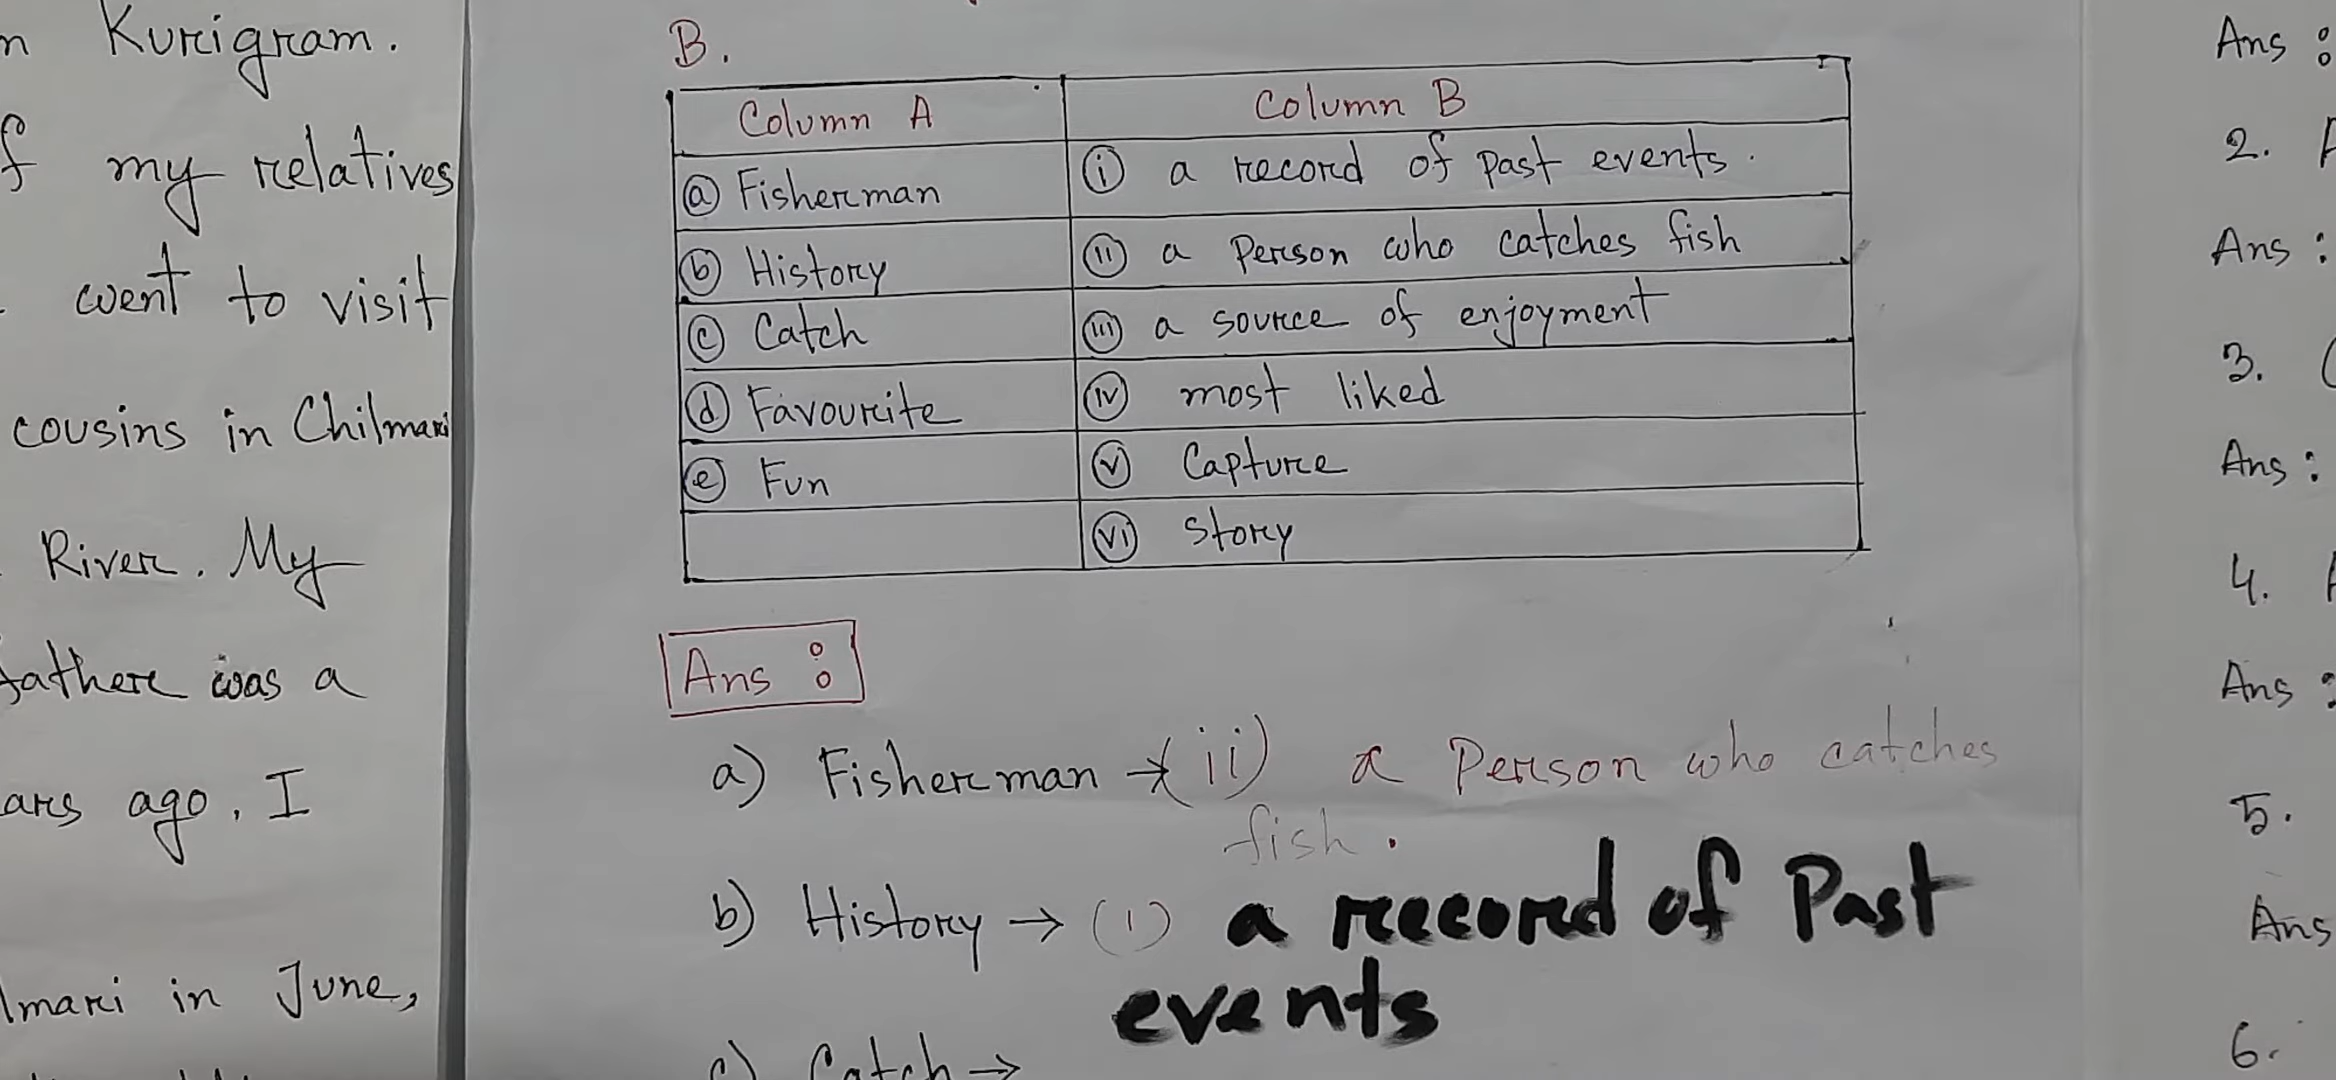 n Kurigram.
f my relatives
went to visit
cousins in Chilmari
River. My
father was a
ars ago. I
lmari in June,
B.
Column A Column B
(a) Fisherman (i) a record of past events.
(b) History (ii) a Person who catches fish
(c) Catch (iii) a source of enjoyment
(d) Favourite (iv) most liked
(e) Fun (v) Capture
(vi) Story
Ans :
a) Fisherman → (ii) a Person who catches
fish.
b) History → (i) a record of Past
events
c) Catch →
Ans :
2.
Ans :
3.
Ans :
4.
Ans :
5.
Ans
6.